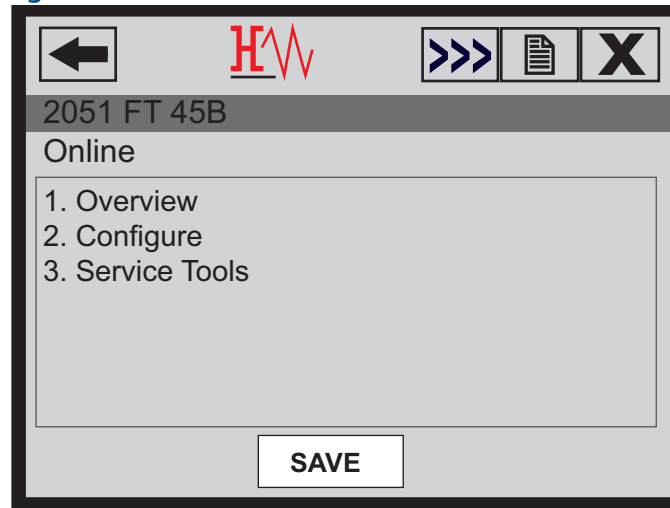 >>>
X
2051 FT 45B
Online
1. Overview
2. Configure
3. Service Tools
SAVE